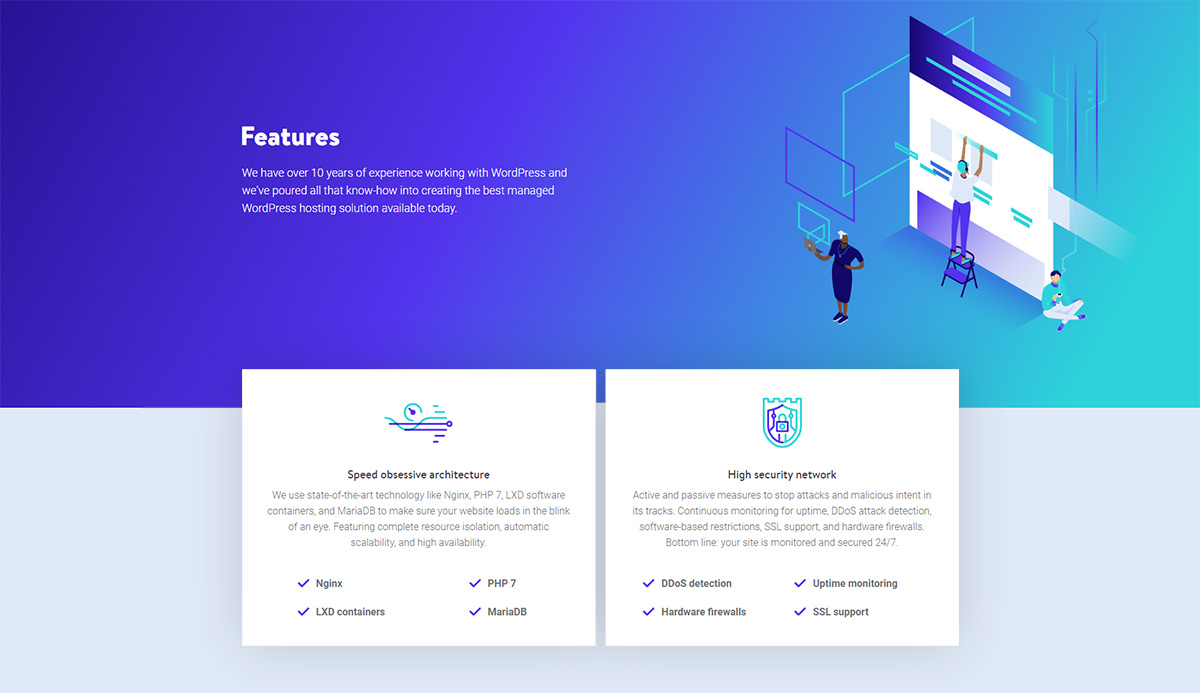 Features
We have over 10 years of experience working with WordPress and
we've poured all that know-how into creating the best managed
WordPress hosting solution available today.
Speed obsessive architecture
We use state-of-the-art technology like Nginx, PHP 7, LXD software
containers, and MariaDB to make sure your website loads in the blink
of an eye. Featuring complete resource isolation, automatic
scalability, and high availability.
Nginx
PHP 7
LXD containers
MariaDB
High security network
Active and passive measures to stop attacks and malicious intent in
its tracks. Continuous monitoring for uptime, DDoS attack detection,
software-based restrictions, SSL support, and hardware firewalls.
Bottom line: your site is monitored and secured 24/7.
DDoS detection
Uptime monitoring
Hardware firewalls
SSL support